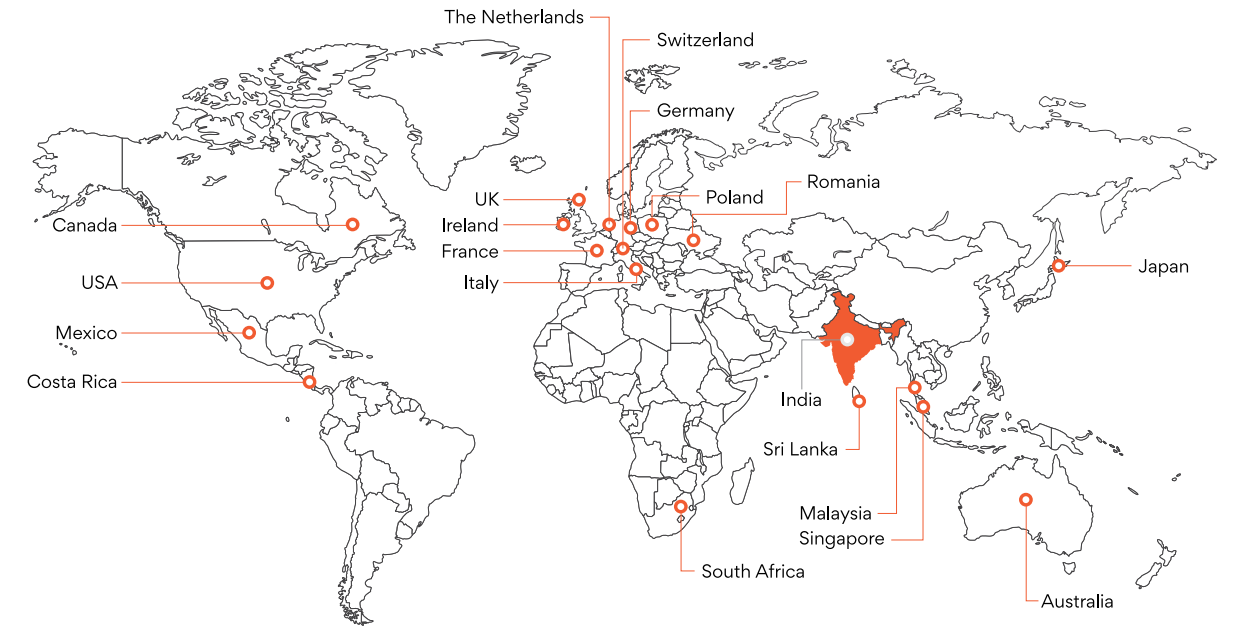 The Netherlands
Switzerland
Germany
Romania
UK
Poland
Canada
Ireland
France
Japan
USA
Italy
Mexico
Costa Rica
India
Sri Lanka
Malaysia
Singapore
South Africa
Australia